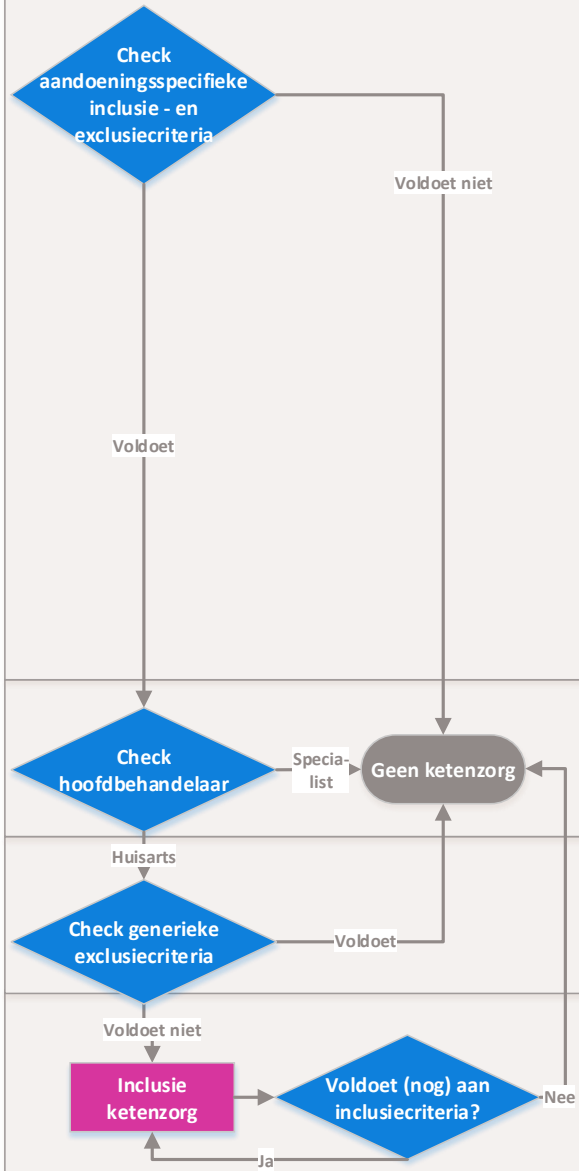 Check
aandoeningsspecifieke
inclusie - en
exclusiecriteria
Voldoet niet
Voldoet
Check
hoofdbehandelaar
Specia-
list
Geen ketenzorg
Huisarts
Check generieke
exclusiecriteria
Voldoet
Voldoet niet
Inclusie
ketenzorg
Voldoet (nog) aan
inclusiecriteria?
Nee
Ja